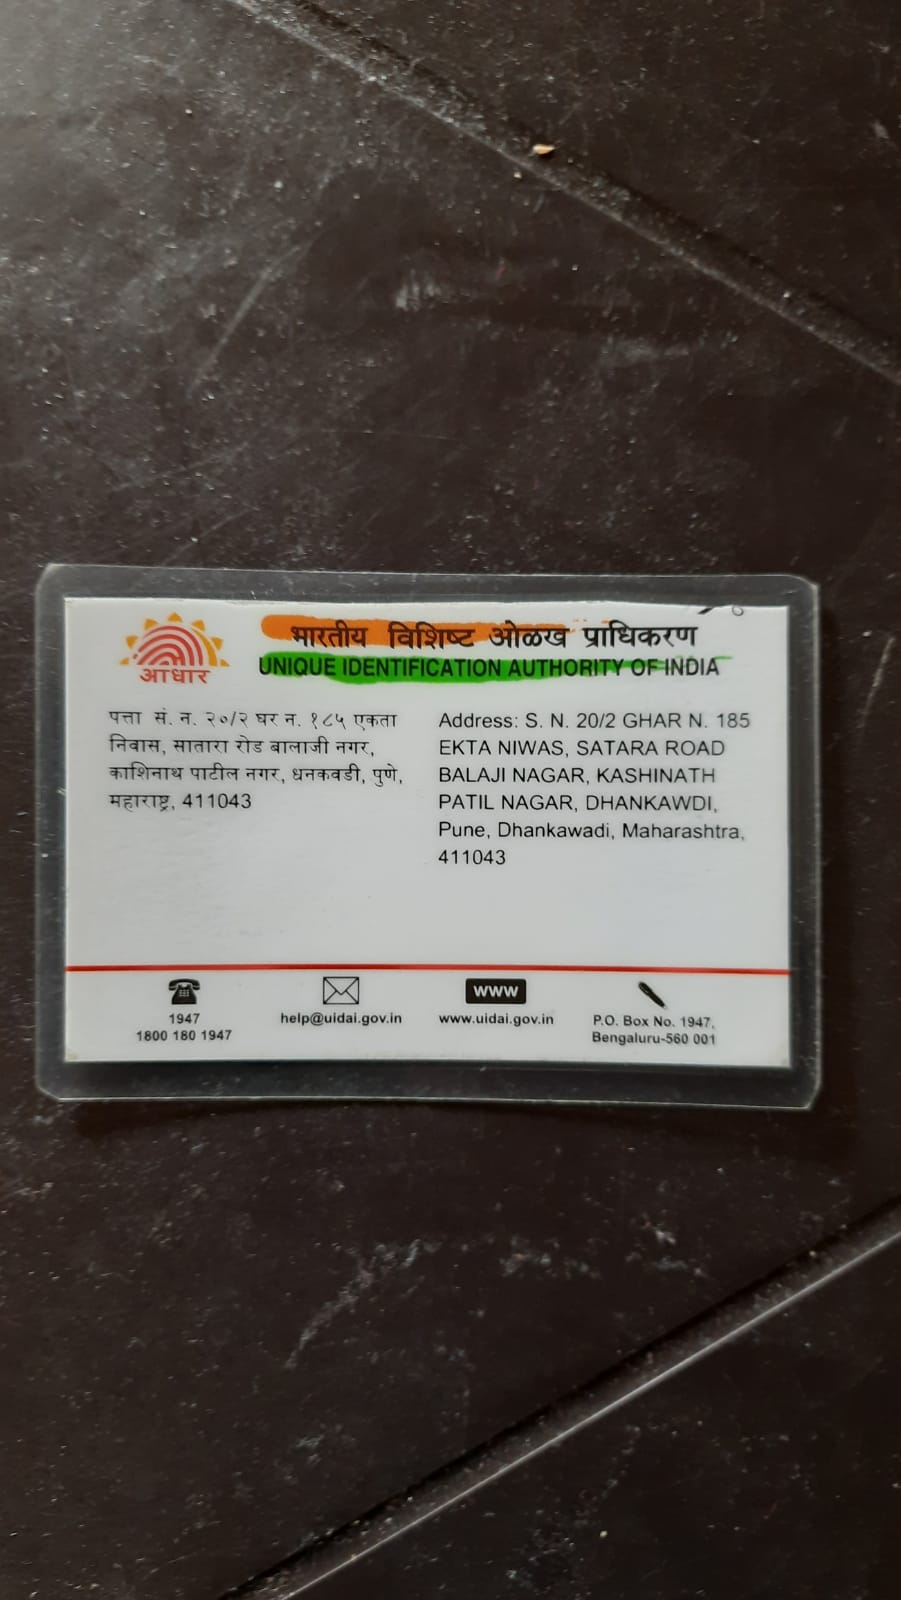 भारतीय विशिष्ट ओळख प्राधिकरण
UNIQUE IDENTIFICATION AUTHORITY OF INDIA
आधार
पत्ता सं. न. २०/२ घर न. १८५ एकता
निवास, सातारा रोड बालाजी नगर,
काशिनाथ पाटील नगर, धनकवडी, पुणे,
महाराष्ट्र, 411043
Address: S. N. 20/2 GHAR N. 185
EKTA NIWAS, SATARA ROAD
BALAJI NAGAR, KASHINATH
PATIL NAGAR, DHANKAWDI,
Pune, Dhankawadi, Maharashtra,
411043
1947
1800 180 1947
help@uidai.gov.in
www
www.uidai.gov.in
P.O. Box No. 1947,
Bengaluru-560 001